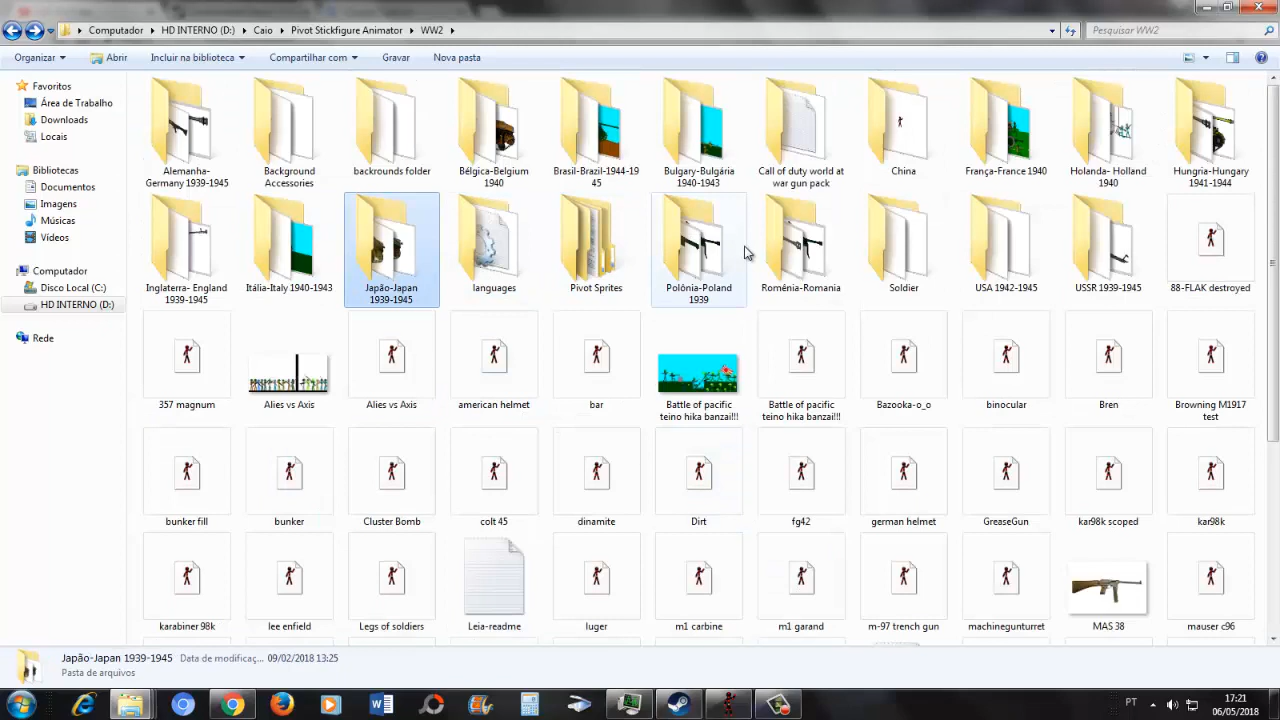 Computador ▸ HD INTERNO (D:) ▸ Caio ▸ Pivot Stickfigure Animator ▸ WW2 ▸
Pesquisar WW2
Organizar
Abrir
Incluir na biblioteca
Compartilhar com
Gravar
Nova pasta
Favoritos
Área de Trabalho
Downloads
Locais
Bibliotecas
Documentos
Imagens
Músicas
Vídeos
Computador
Disco Local (C:)
HD INTERNO (D:)
Rede
Alemanha-
Germany 1939-1945
Background
Accessories
backrounds folder
Bélgica-Belgium
1940
Brasil-Brazil-1944-19
45
Bulgary-Bulgária
1940-1943
Call of duty world at
war gun pack
China
França-France 1940
Holanda- Holland
1940
Hungria-Hungary
1941-1944
Inglaterra- England
1939-1945
Itália-Italy 1940-1943
Japão-Japan
1939-1945
languages
Pivot Sprites
Polônia-Poland
1939
Roménia-Romania
Soldier
USA 1942-1945
USSR 1939-1945
88-FLAK destroyed
357 magnum
Alies vs Axis
Alies vs Axis
american helmet
bar
Battle of pacific
teino hika banzai!!!
Battle of pacific
teino hika banzai!!!
Bazooka-o_o
binocular
Bren
Browning M1917
test
bunker fill
bunker
Cluster Bomb
colt 45
dinamite
Dirt
fg42
german helmet
GreaseGun
kar98k scoped
kar98k
karabiner 98k
lee enfield
Legs of soldiers
Leia-readme
luger
m1 carbine
m1 garand
m-97 trench gun
machinegunturret
MAS 38
mauser c96
Japão-Japan 1939-1945 Data de modificaç... 09/02/2018 13:25
Pasta de arquivos
PT
17:21
06/05/2018